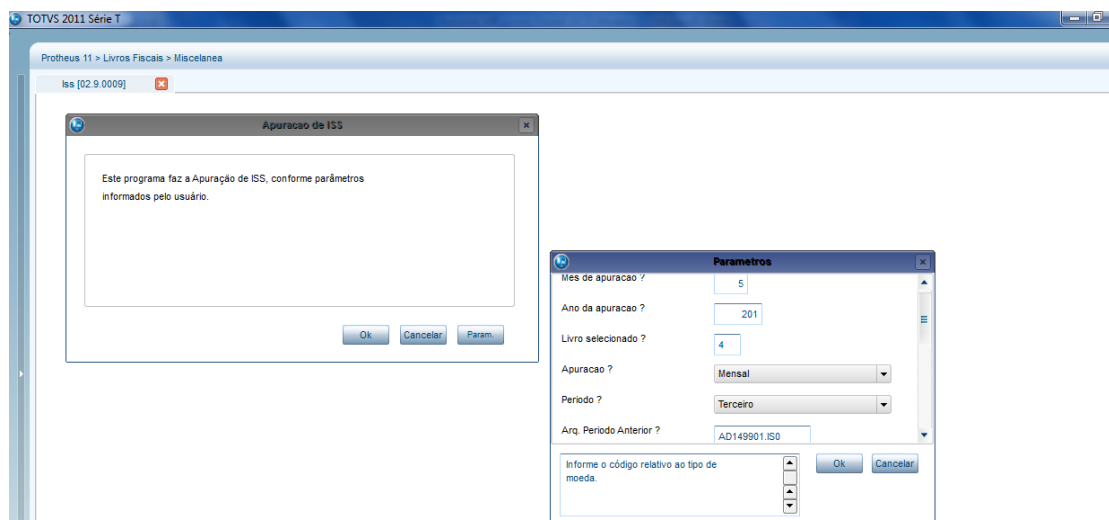 TOTVS 2011 Série T
Protheus 11 > Livros Fiscais > Miscelanea
Iss [02.9.0009]
Apuracao de ISS
Este programa faz a Apuração de ISS, conforme parâmetros
informados pelo usuário.
Ok Cancelar Param.
Parametros
Mes de apuracao ? 5
Ano da apuracao ? 201
Livro selecionado ? 4
Apuracao ? Mensal
Periodo ? Terceiro
Arq. Periodo Anterior ? AD149901.IS0
Informe o código relativo ao tipo de
moeda.
Ok Cancelar